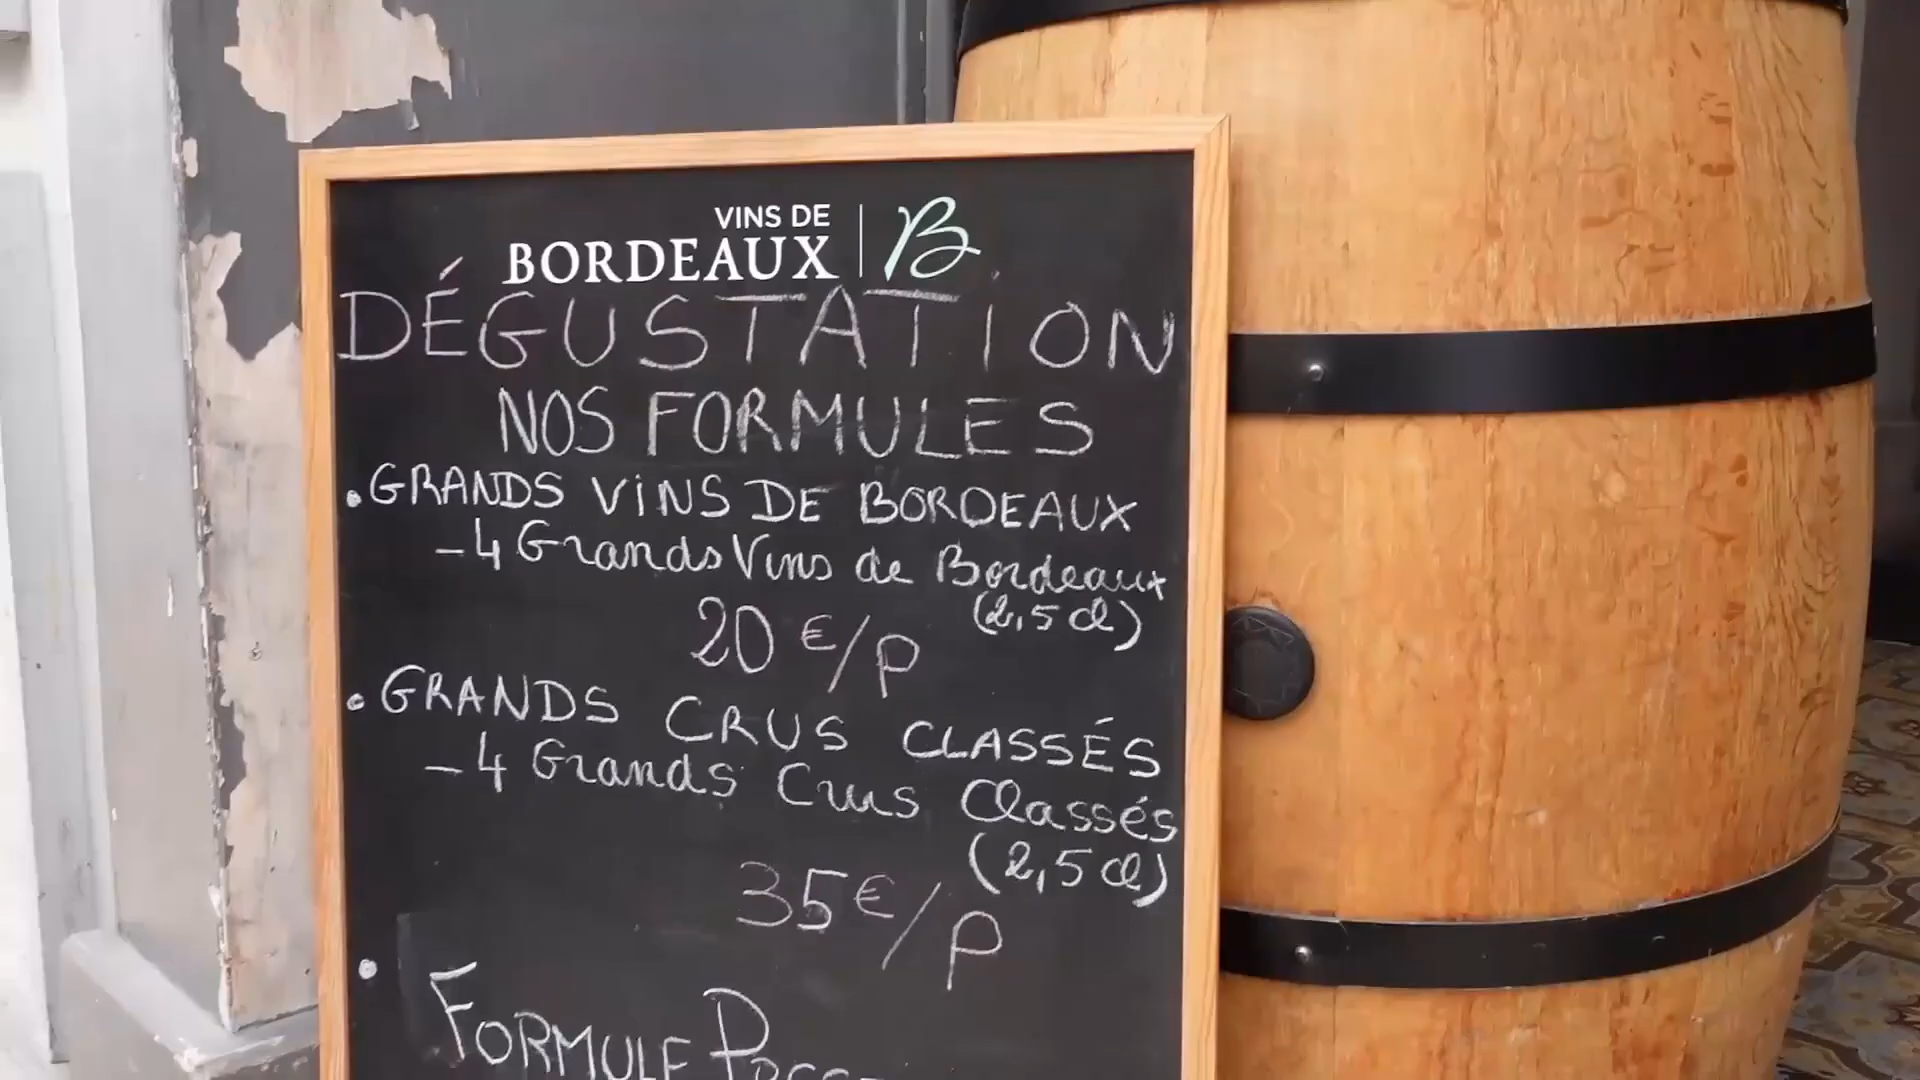 VINS DE
BORDEAUX B
DÉGUSTATION
NOS FORMULES
• GRANDS VINS DE BORDEAUX
- 4 Grands Vins de Bordeaux
(2,5 cl)
20 €/P
• GRANDS CRUS CLASSÉS
- 4 Grands Crus Classés
(2,5 cl)
35 €/P
• FORMULE